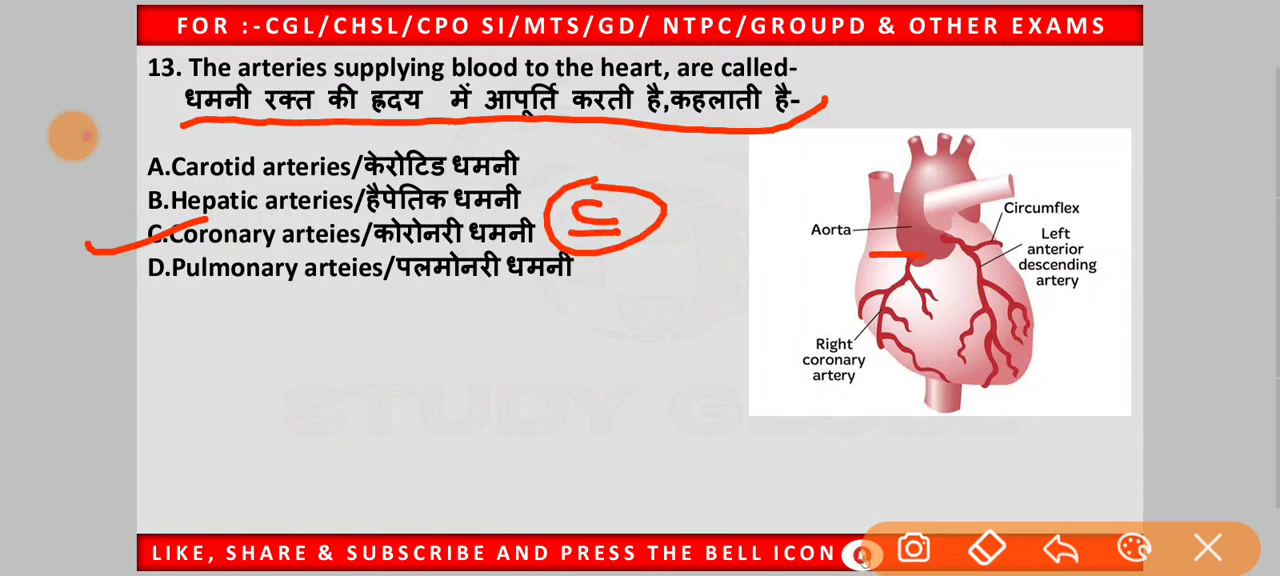 FOR :-CGL/CHSL/CPO SI/MTS/GD/ NTPC/GROUPD & OTHER EXAMS
13. The arteries supplying blood to the heart, are called-
धमनी रक्त की ह्रदय में आपूर्ति करती है,कहलाती है-
A.Carotid arteries/केरोटिड धमनी
B.Hepatic arteries/हैपेतिक धमनी
C
C.Coronary arteies/कोरोनरी धमनी
D.Pulmonary arteies/पलमोनरी धमनी
Circumflex
Aorta
Left
anterior
descending
artery
Right
coronary
artery
STUDY GLOBE
LIKE, SHARE & SUBSCRIBE AND PRESS THE BELL ICON